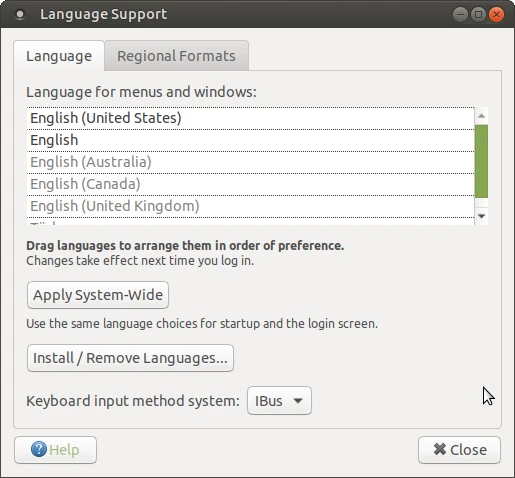 Language Support
Language
Regional Formats
Language for menus and windows:
English (United States)
English
English (Australia)
English (Canada)
English (United Kingdom)
Drag languages to arrange them in order of preference.
Changes take effect next time you log in.
Apply System-Wide
Use the same language choices for startup and the login screen.
Install / Remove Languages...
Keyboard input method system: IBus
Help
Close